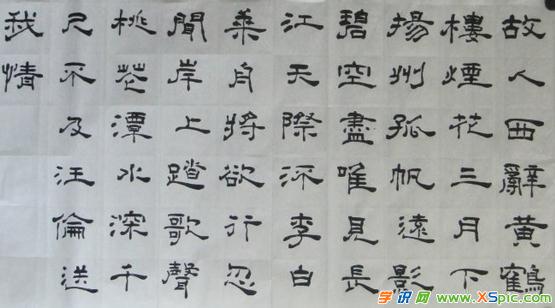 故人西辭黃鶴
樓煙花三月下
揚州孤帆遠影
碧空盡唯見長
江天際流李白
乘舟將欲行忽
聞岸上踏歌聲
桃花潭水深千
尺不及汪倫送
我情
学识网 www.XSpic.com